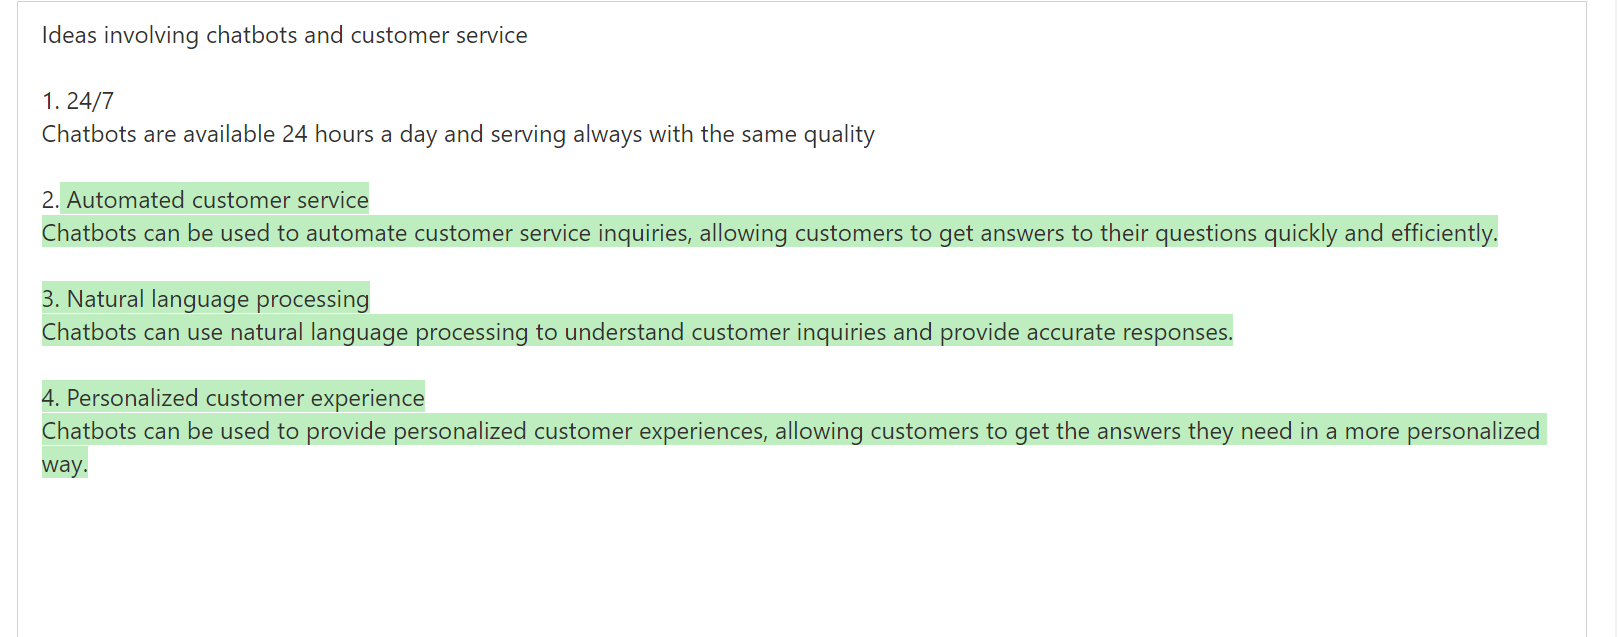 Ideas involving chatbots and customer service
1. 24/7
Chatbots are available 24 hours a day and serving always with the same quality
2. Automated customer service
Chatbots can be used to automate customer service inquiries, allowing customers to get answers to their questions quickly and efficiently.
3. Natural language processing
Chatbots can use natural language processing to understand customer inquiries and provide accurate responses.
4. Personalized customer experience
Chatbots can be used to provide personalized customer experiences, allowing customers to get the answers they need in a more personalized
way.